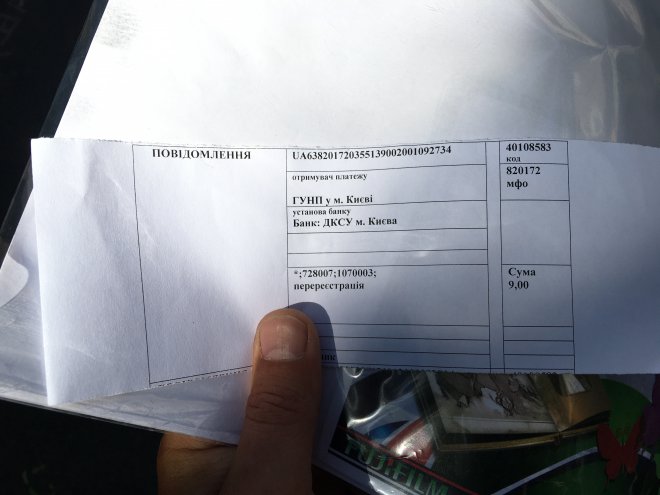 ПОВІДОМЛЕННЯ
UA638201720355139002001092734
40108583
код
отримувач платежу
820172
мфо
ГУНП у м. Києві
установа банку
Банк: ДКСУ м. Києва
*;728007;1070003;
перереєстрація
Сума
9,00
FILM